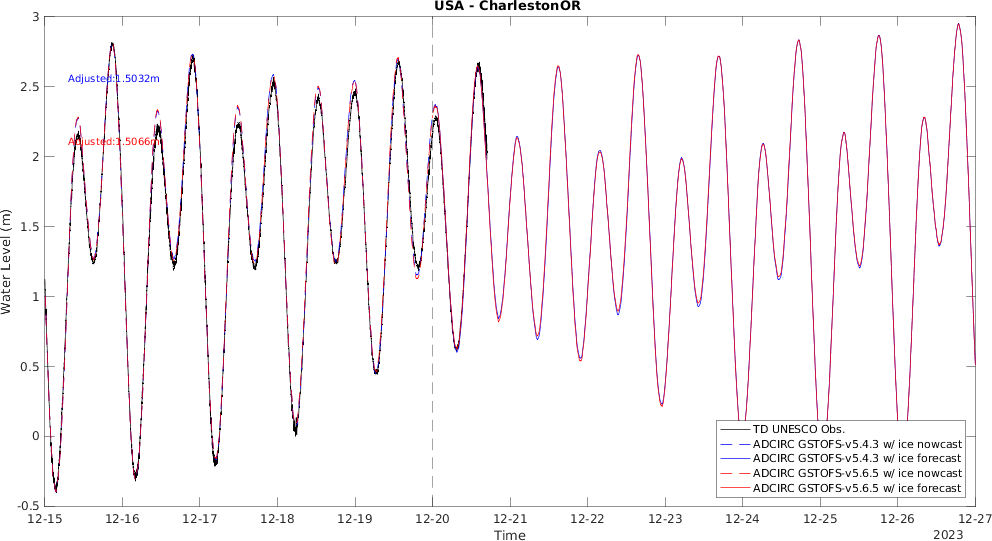 USA - CharlestonOR
Water Level (m)
3
2.5
2
1.5
1
0.5
0
-0.5
Adjusted:1.5032m
Adjusted:1.5066m
TD UNESCO Obs.
ADCIRC GSTOFS-v5.4.3 w/ ice nowcast
ADCIRC GSTOFS-v5.4.3 w/ ice forecast
ADCIRC GSTOFS-v5.6.5 w/ ice nowcast
ADCIRC GSTOFS-v5.6.5 w/ ice forecast
12-15 12-16 12-17 12-18 12-19 12-20 12-21 12-22 12-23 12-24 12-25 12-26 12-27
Time
2023